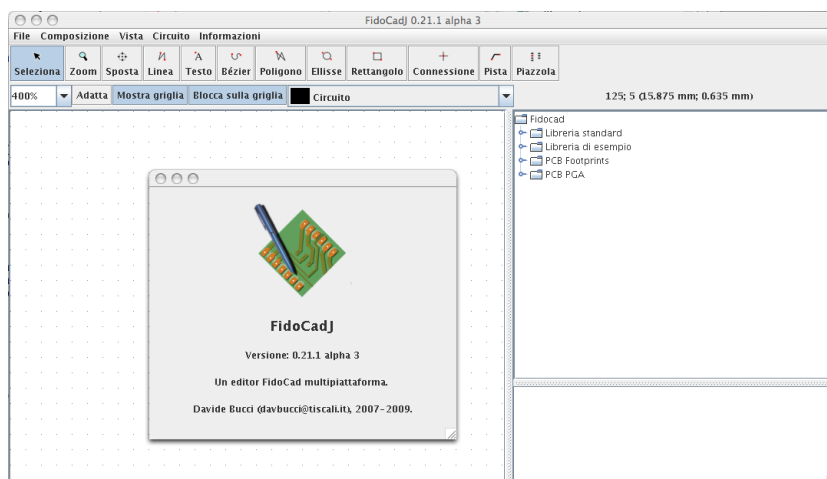 FidoCadJ 0.21.1 alpha 3
File Composizione Vista Circuito Informazioni
Seleziona Zoom Sposta Linea Testo Bézier Poligono Ellisse Rettangolo Connessione Pista Piazzola
400% Adatta Mostra griglia Blocca sulla griglia Circuito 125; 5 (15.875 mm; 0.635 mm)
Fidocad
Libreria standard
Libreria di esempio
PCB Footprints
PCB PGA
FidoCadJ
Versione: 0.21.1 alpha 3
Un editor FidoCad multipiattaforma.
Davide Bucci (davbucci@tiscali.it), 2007-2009.